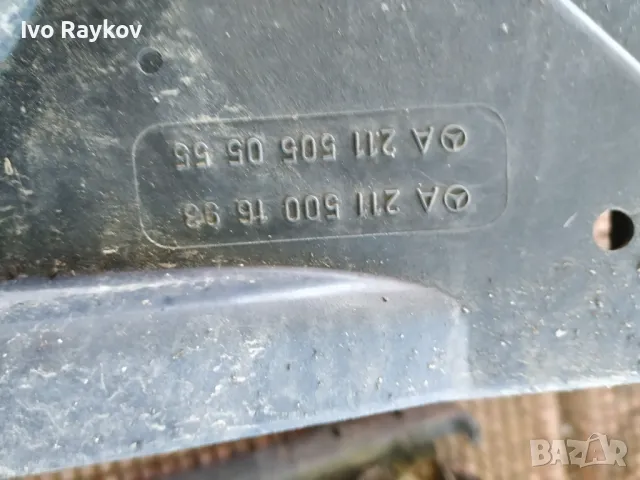 Ivo Raykov
A 211 500 16 93
A 211 505 05 55
BAZAR